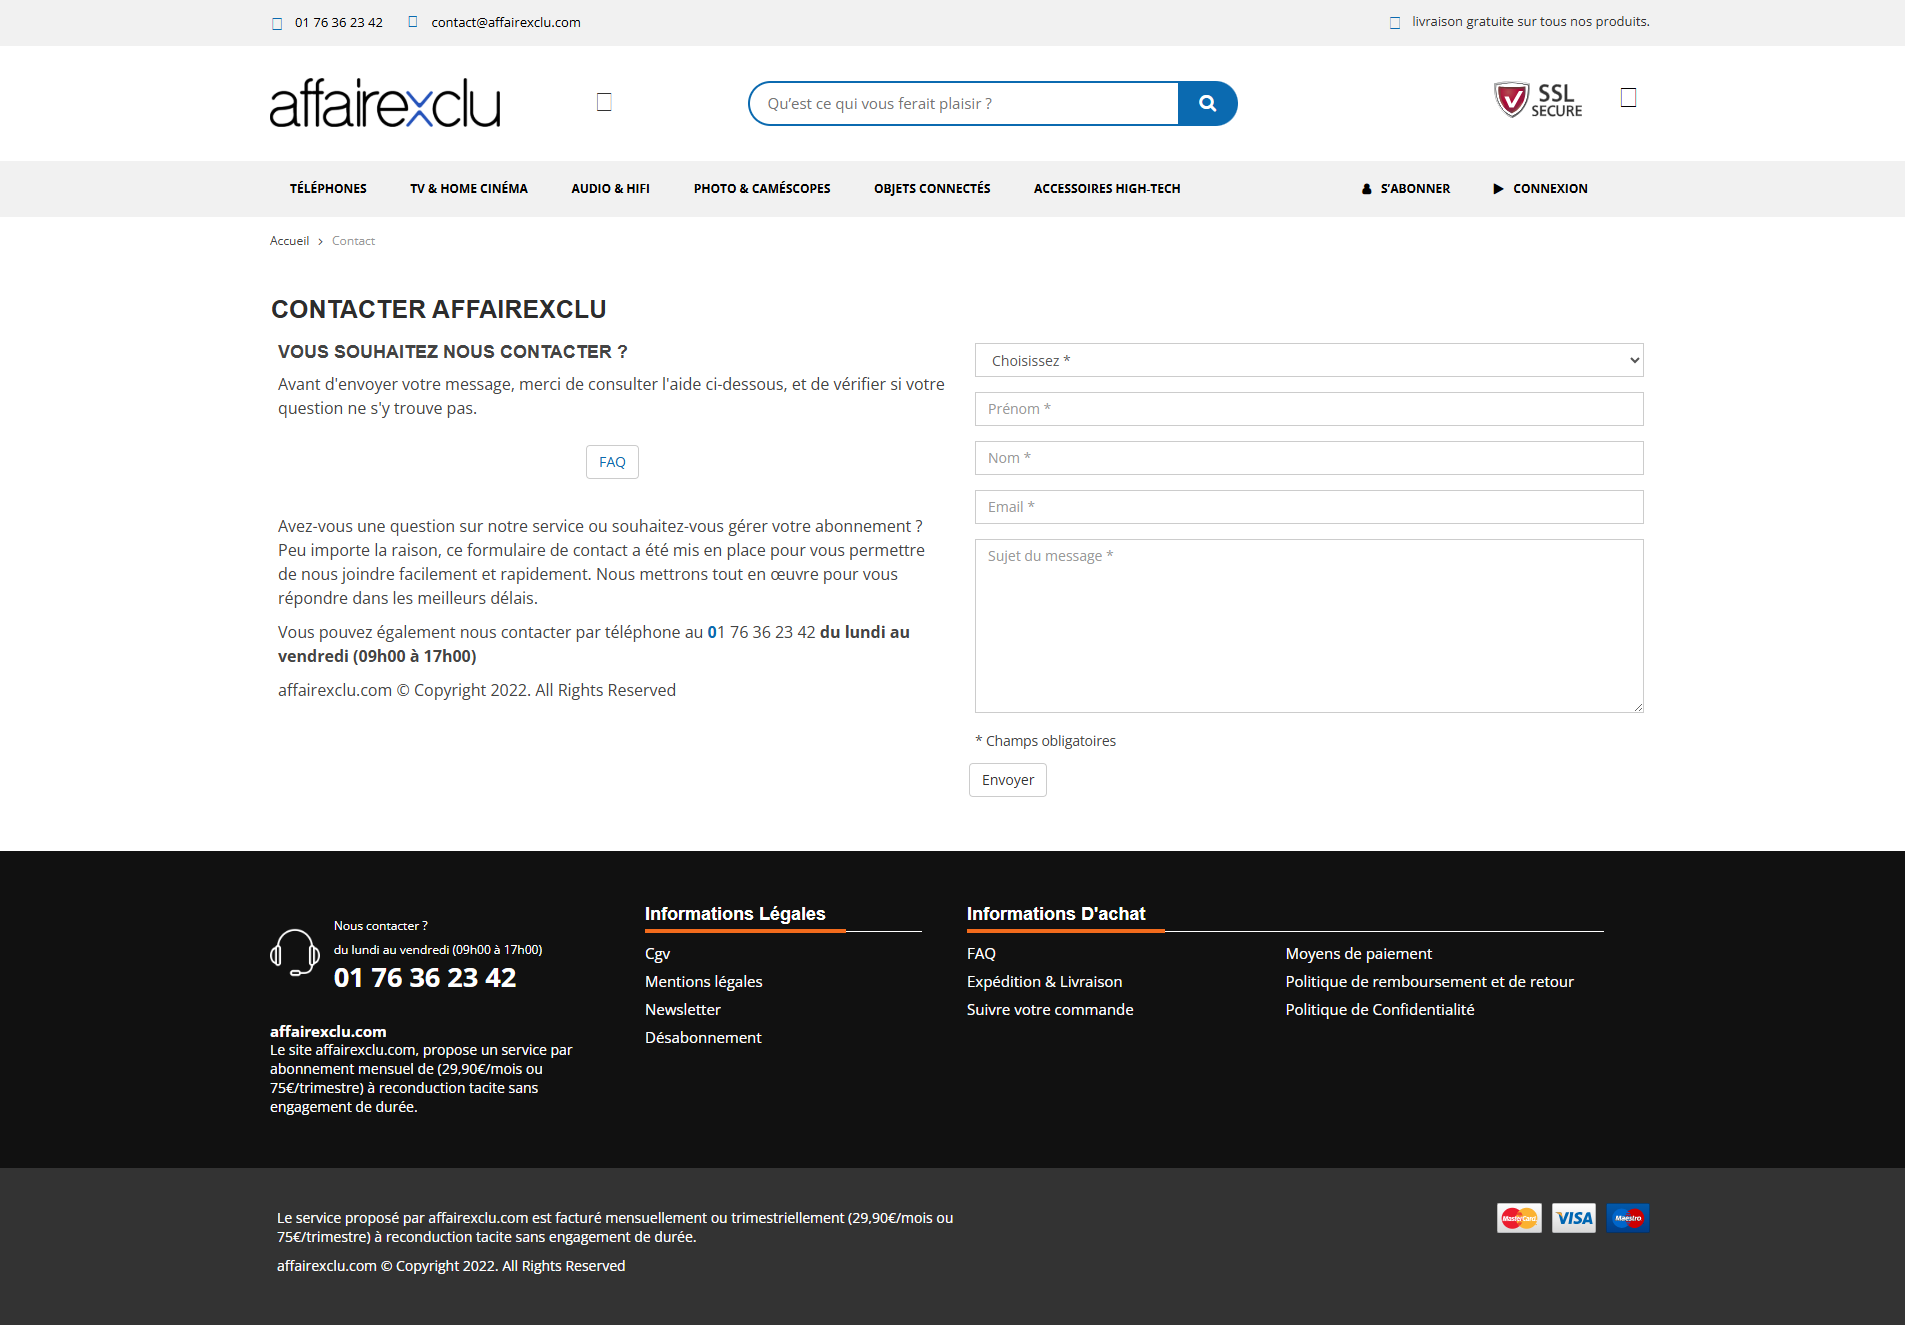 01 76 36 23 42
contact@affairexclu.com
livraison gratuite sur tous nos produits.
affairexclu
Qu’est ce qui vous ferait plaisir ?
SSL
SECURE
TÉLÉPHONES
TV & HOME CINÉMA
AUDIO & HIFI
PHOTO & CAMÉSCOPES
OBJETS CONNECTÉS
ACCESSOIRES HIGH-TECH
S’ABONNER
CONNEXION
Accueil
Contact
CONTACTER AFFAIREXCLU
VOUS SOUHAITEZ NOUS CONTACTER ?
Avant d'envoyer votre message, merci de consulter l'aide ci-dessous, et de vérifier si votre
question ne s'y trouve pas.
FAQ
Avez-vous une question sur notre service ou souhaitez-vous gérer votre abonnement ?
Peu importe la raison, ce formulaire de contact a été mis en place pour vous permettre
de nous joindre facilement et rapidement. Nous mettrons tout en œuvre pour vous
répondre dans les meilleurs délais.
Vous pouvez également nous contacter par téléphone au 01 76 36 23 42 du lundi au
vendredi (09h00 à 17h00)
affairexclu.com © Copyright 2022. All Rights Reserved
Choisissez *
Prénom *
Nom *
Email *
Sujet du message *
* Champs obligatoires
Envoyer
Nous contacter ?
du lundi au vendredi (09h00 à 17h00)
01 76 36 23 42
affairexclu.com
Le site affairexclu.com, propose un service par
abonnement mensuel de (29,90€/mois ou
75€/trimestre) à reconduction tacite sans
engagement de durée.
Informations Légales
Cgv
Mentions légales
Newsletter
Désabonnement
Informations D'achat
FAQ
Expédition & Livraison
Suivre votre commande
Moyens de paiement
Politique de remboursement et de retour
Politique de Confidentialité
Le service proposé par affairexclu.com est facturé mensuellement ou trimestriellement (29,90€/mois ou
75€/trimestre) à reconduction tacite sans engagement de durée.
affairexclu.com © Copyright 2022. All Rights Reserved
MasterCard
VISA
Maestro